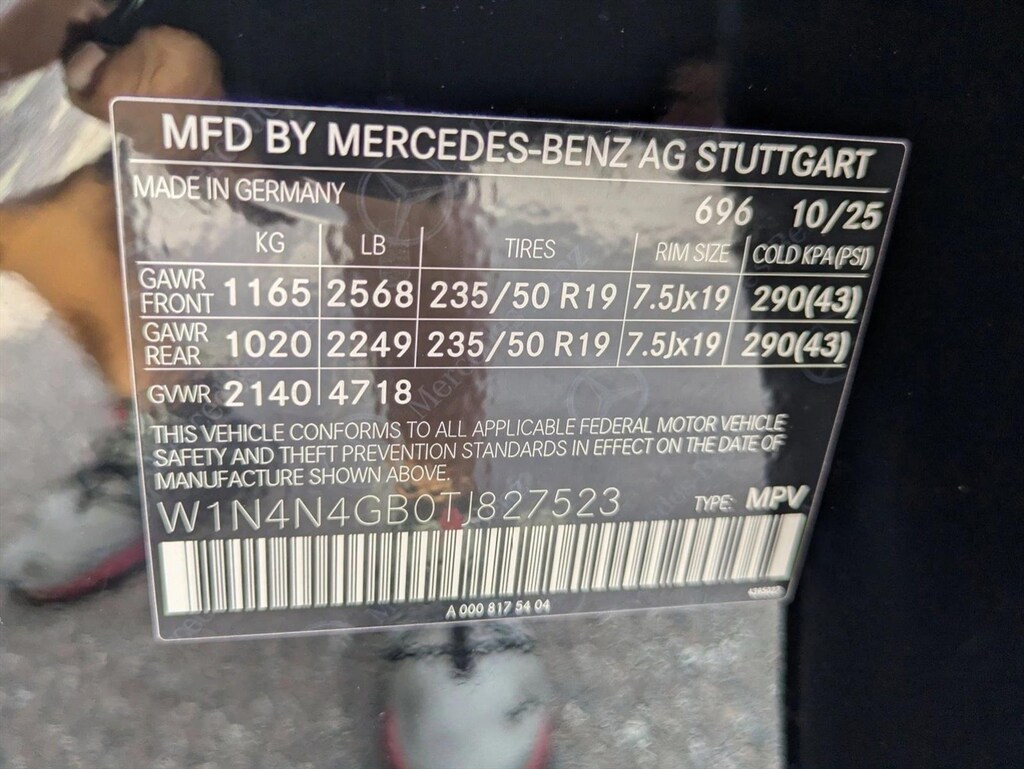 MFD BY MERCEDES-BENZ AG STUTTGART
MADE IN GERMANY
696 10/25
KG LB TIRES RIM SIZE COLD KPA(PSI)
GAWR FRONT 1165 2568 235/50 R19 7.5Jx19 290(43)
GAWR REAR 1020 2249 235/50 R19 7.5Jx19 290(43)
GVWR 2140 4718
THIS VEHICLE CONFORMS TO ALL APPLICABLE FEDERAL MOTOR VEHICLE
SAFETY AND THEFT PREVENTION STANDARDS IN EFFECT ON THE DATE OF
MANUFACTURE SHOWN ABOVE.
W1N4N4GB0TJ827523 TYPE: MPV
A 000 817 54 04